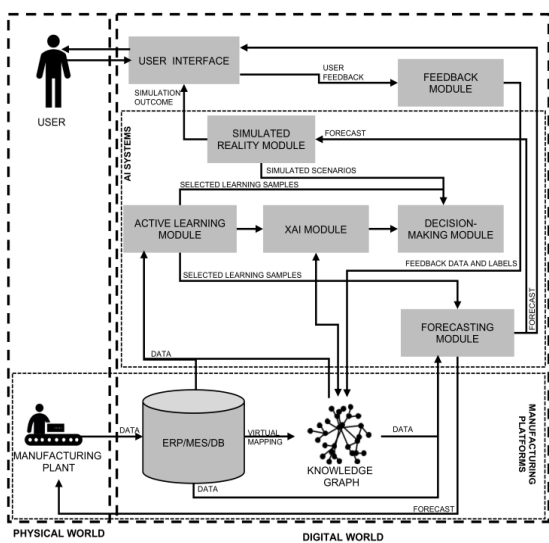 USER INTERFACE
USER
FEEDBACK
FEEDBACK
MODULE
USER
SIMULATION
OUTCOME
AI SYSTEMS
SIMULATED
REALITY MODULE
FORECAST
SIMULATED SCENARIOS
SELECTED LEARNING SAMPLES
ACTIVE LEARNING
MODULE
XAI MODULE
DECISION-
MAKING MODULE
FEEDBACK DATA AND LABELS
SELECTED LEARNING SAMPLES
FORECAST
FORECASTING
MODULE
DATA
MANUFACTURING
PLATFORMS
DATA
ERP/MES/DB
VIRTUAL
MAPPING
DATA
MANUFACTURING
PLANT
KNOWLEDGE
GRAPH
DATA
FORECAST
PHYSICAL WORLD
DIGITAL WORLD